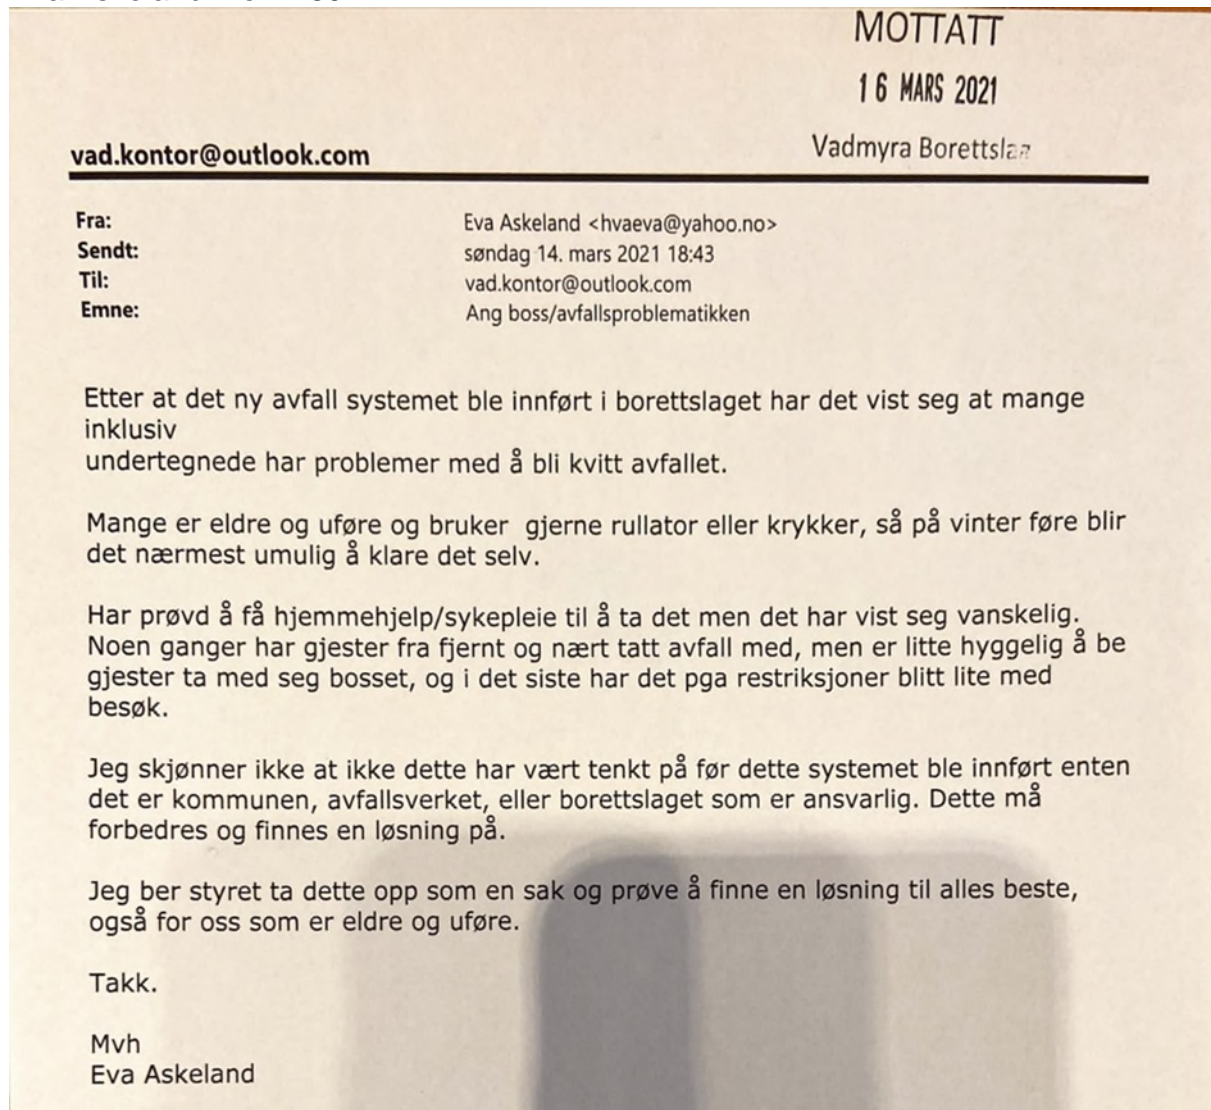 MOTTATT
16 MARS 2021
Vadmyra Borettslag
vad.kontor@outlook.com
Fra: Eva Askeland <hvaeva@yahoo.no>
Sendt: søndag 14. mars 2021 18:43
Til: vad.kontor@outlook.com
Emne: Ang boss/avfallsproblematikken
Etter at det ny avfall systemet ble innført i borettslaget har det vist seg at mange
inklusiv
undertegnede har problemer med å bli kvitt avfallet.
Mange er eldre og uføre og bruker gjerne rullator eller krykker, så på vinter føre blir
det nærmest umulig å klare det selv.
Har prøvd å få hjemmehjelp/sykepleie til å ta det men det har vist seg vanskelig.
Noen ganger har gjester fra fjernt og nært tatt avfall med, men er litte hyggelig å be
gjester ta med seg bosset, og i det siste har det pga restriksjoner blitt lite med
besøk.
Jeg skjønner ikke at ikke dette har vært tenkt på før dette systemet ble innført enten
det er kommunen, avfallsverket, eller borettslaget som er ansvarlig. Dette må
forbedres og finnes en løsning på.
Jeg ber styret ta dette opp som en sak og prøve å finne en løsning til alles beste,
også for oss som er eldre og uføre.
Takk.
Mvh
Eva Askeland